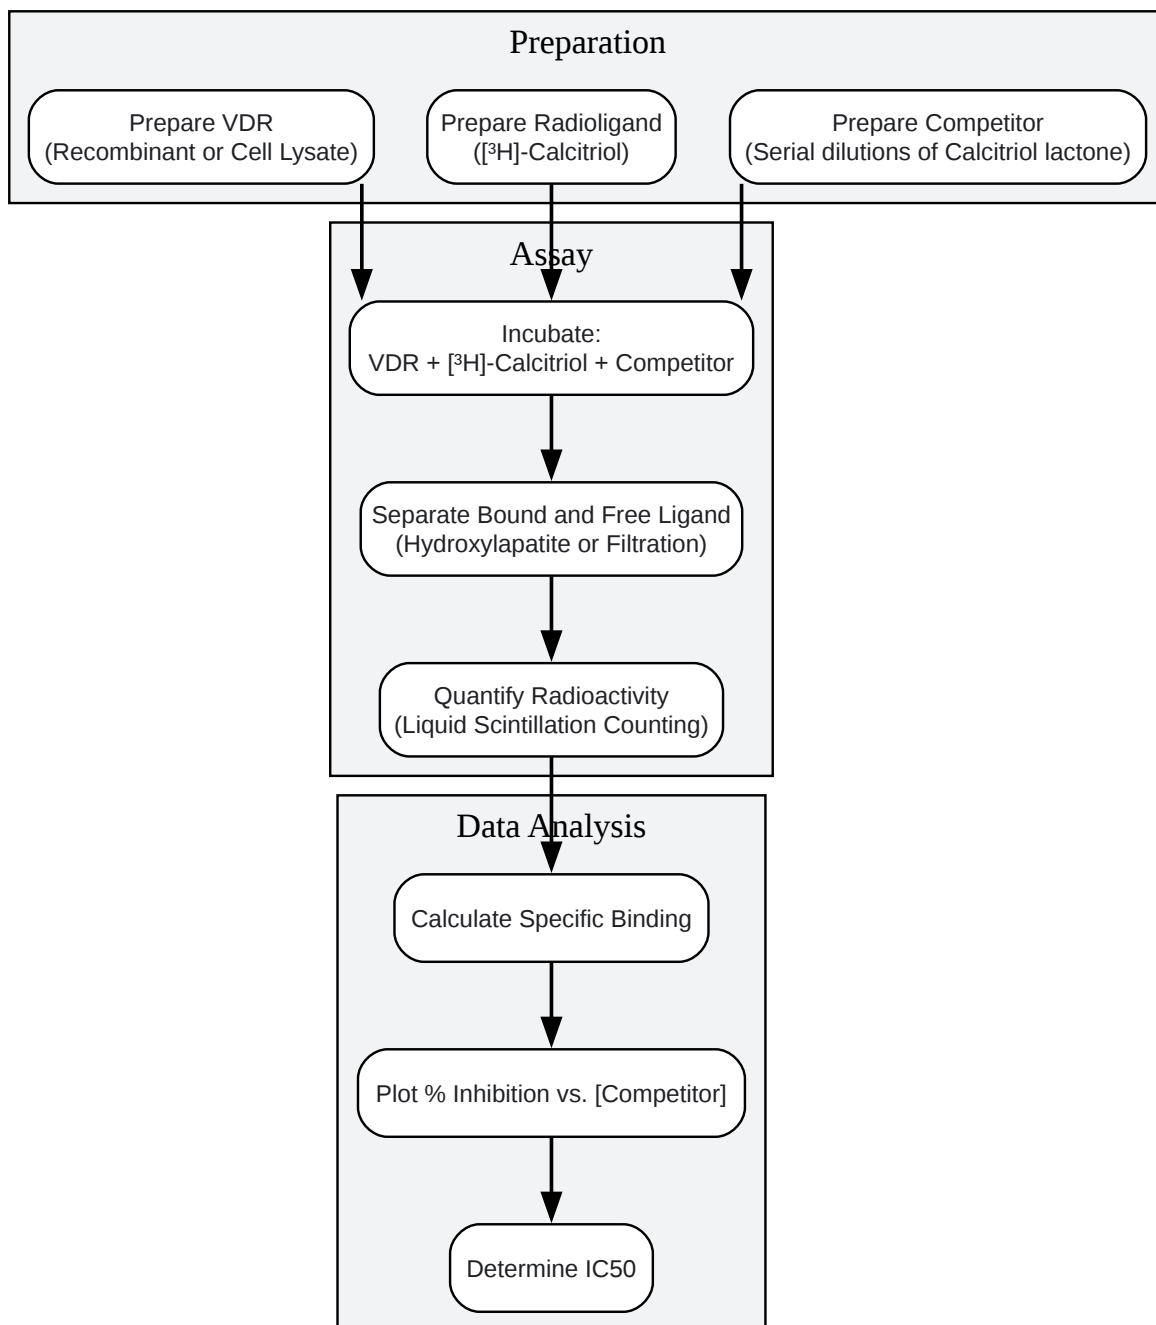 Preparation
Prepare VDR
(Recombinant or Cell Lysate)
Prepare Radioligand
([³H]-Calcitriol)
Prepare Competitor
(Serial dilutions of Calcitriol lactone)
Assay
Incubate:
VDR + [³H]-Calcitriol + Competitor
Separate Bound and Free Ligand
(Hydroxylapatite or Filtration)
Quantify Radioactivity
(Liquid Scintillation Counting)
Data Analysis
Calculate Specific Binding
Plot % Inhibition vs. [Competitor]
Determine IC50